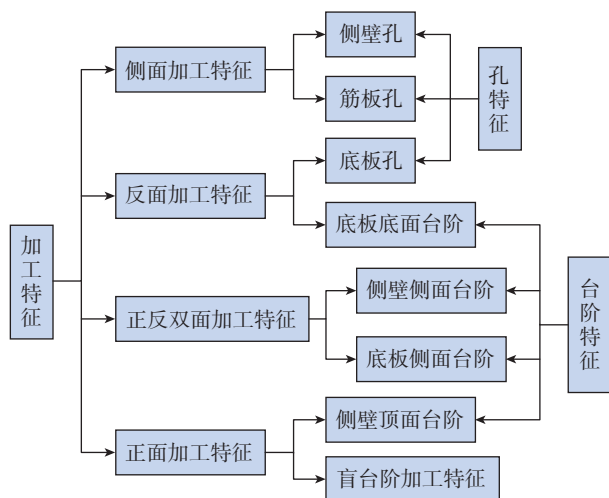 加工特征
侧面加工特征
侧壁孔
筋板孔
孔特征
反面加工特征
底板孔
底板底面台阶
正反双面加工特征
侧壁侧面台阶
底板侧面台阶
台阶特征
正面加工特征
侧壁顶面台阶
盲台阶加工特征